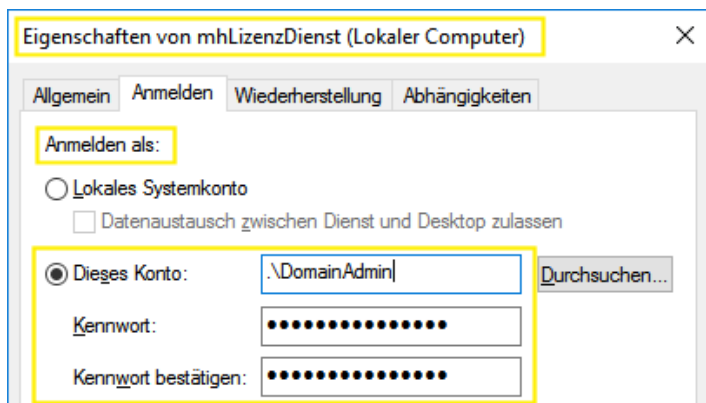 Eigenschaften von mhLizenzDienst (Lokaler Computer)
Allgemein Anmelden Wiederherstellung Abhängigkeiten
Anmelden als:
Lokales Systemkonto
Datenaustausch zwischen Dienst und Desktop zulassen
Dieses Konto: .\DomainAdmin Durchsuchen...
Kennwort: ●●●●●●●●●●●●●●●
Kennwort bestätigen: ●●●●●●●●●●●●●●●